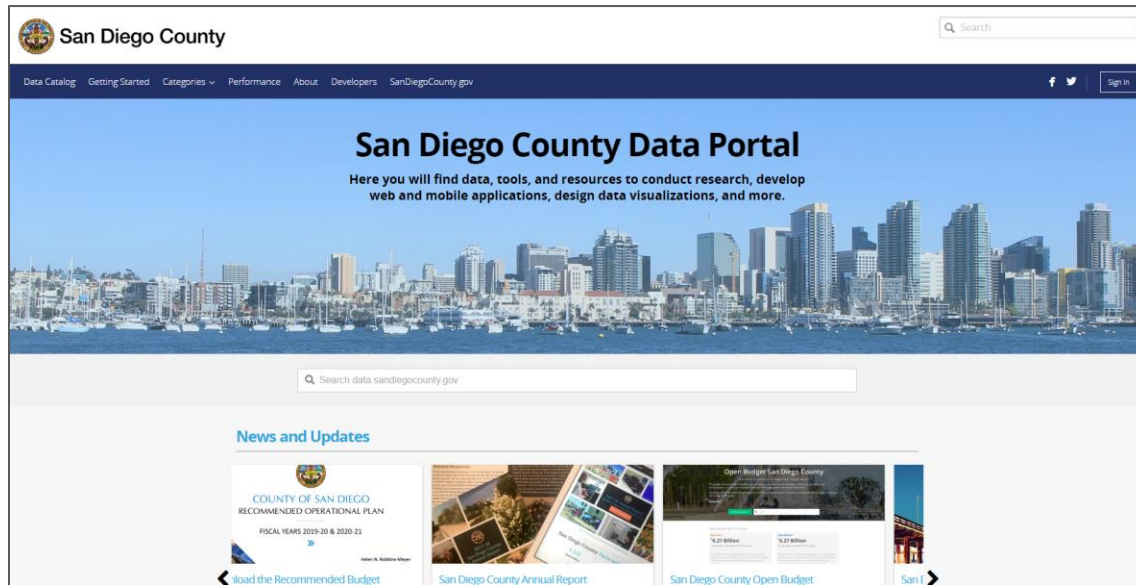 San Diego County
Search
Data Catalog Getting Started Categories Performance About Developers SanDiegoCounty.gov
Sign In
San Diego County Data Portal
Here you will find data, tools, and resources to conduct research, develop
web and mobile applications, design data visualizations, and more.
Search data.sandiegocounty.gov
News and Updates
COUNTY OF SAN DIEGO
RECOMMENDED OPERATIONAL PLAN
FISCAL YEARS 2019-20 & 2020-21
Helen N. Robbins-Meyer
Open Budget San Diego County
$6.27 Billion
$6.27 Billion
the Recommended Budget
San Diego County Annual Report
San Diego County Open Budget
San